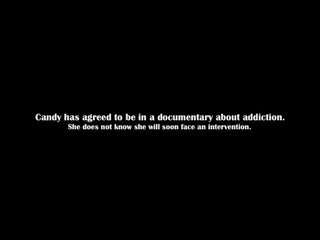 Candy has agreed to be in a documentary about addiction.
She does not know she will soon face an intervention.